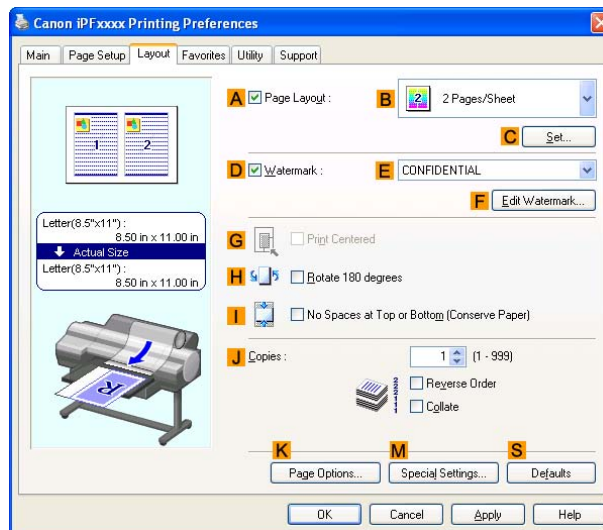 Canon iPFxxxx Printing Preferences
Main Page Setup Layout Favorites Utility Support
A Page Layout : B 2 2 Pages/Sheet
1 2
C Set...
D Watermark : E CONFIDENTIAL
F Edit Watermark...
Letter(8.5"x11") :
8.50 in x 11.00 in
Actual Size
Letter(8.5"x11") :
8.50 in x 11.00 in
G Print Centered
H Rotate 180 degrees
I No Spaces at Top or Bottom (Conserve Paper)
R
J Copies : 1 (1 - 999)
Reverse Order
Collate
K M S
Page Options... Special Settings... Defaults
OK Cancel Apply Help